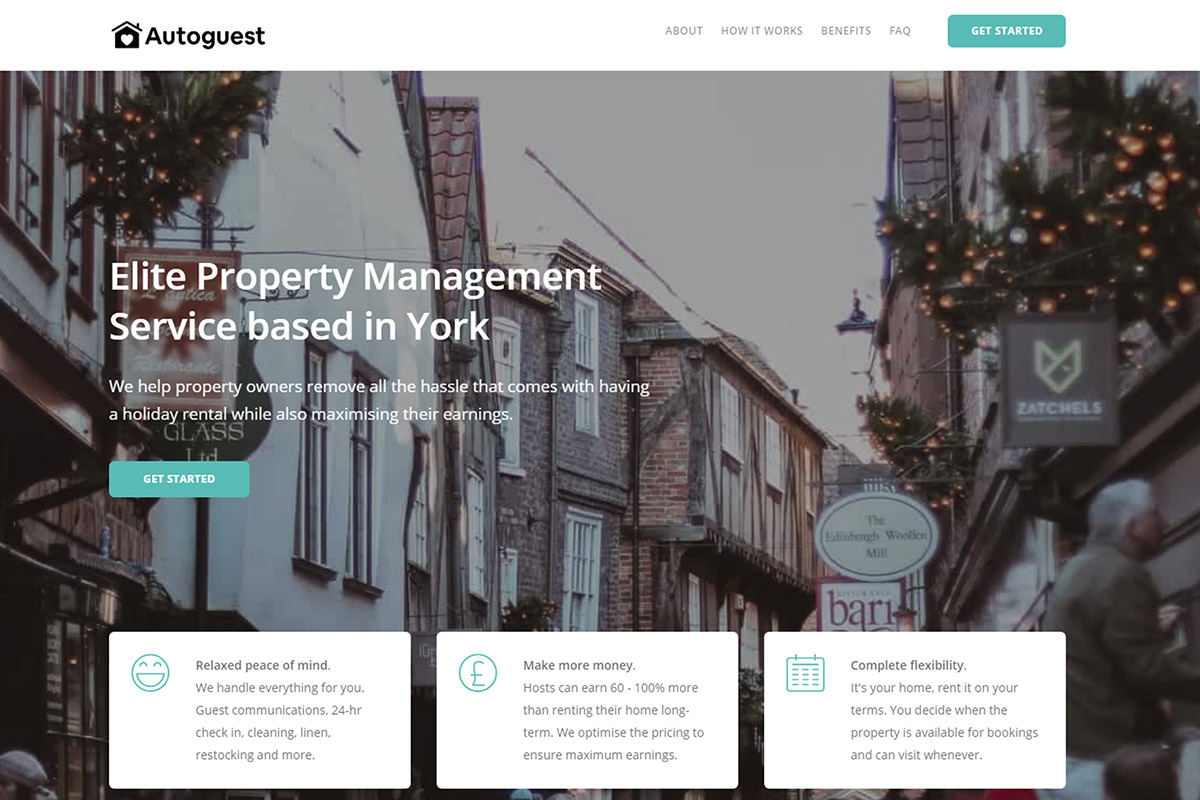 Autoguest
ABOUT HOW IT WORKS BENEFITS FAQ GET STARTED
Elite Property Management
Service based in York
We help property owners remove all the hassle that comes with having
a holiday rental while also maximising their earnings.
GET STARTED
L'antica
Ristorante
GLASS
Ltd
ZATCHELS
The
Edinburgh Woollen
Mill
RISTORANTE
bari
Relaxed peace of mind.
We handle everything for you.
Guest communications, 24-hr
check in, cleaning, linen,
restocking and more.
Make more money.
Hosts can earn 60 - 100% more
than renting their home long-
term. We optimise the pricing to
ensure maximum earnings.
Complete flexibility.
It's your home, rent it on your
terms. You decide when the
property is available for bookings
and can visit whenever.